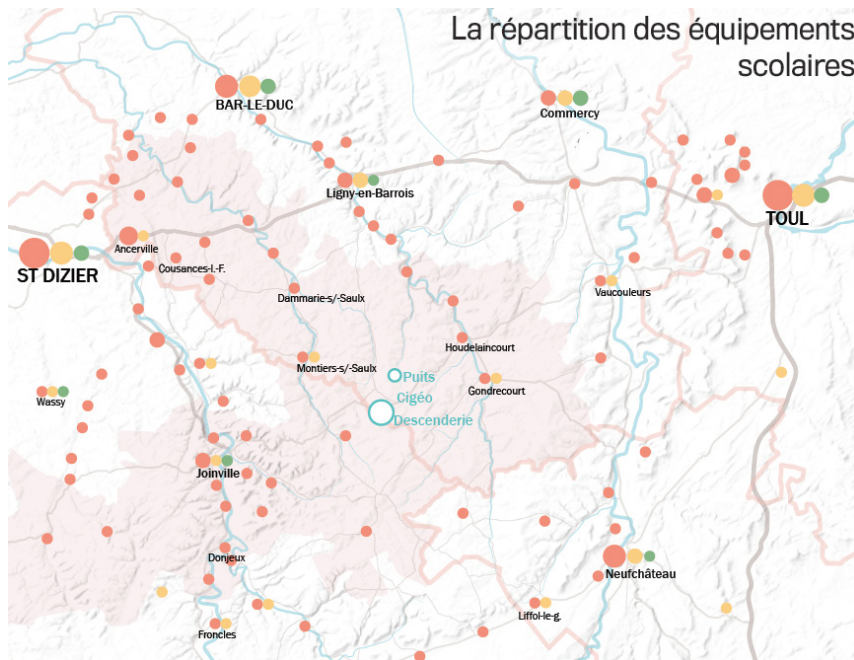 La répartition des équipements
scolaires
BAR-LE-DUC
Commercy
Ligny-en-Barrois
TOUL
Ancerville
ST DIZIER
Cousances-l.-F.
Dammarie-s/-Saulx
Vaucouleurs
Houdelaincourt
Montiers-s/-Saulx
Puits
Gondrecourt
Cigéo
Wassy
Descenderie
Joinville
Donjeux
Neufchâteau
Liffol-le-g.
Froncles